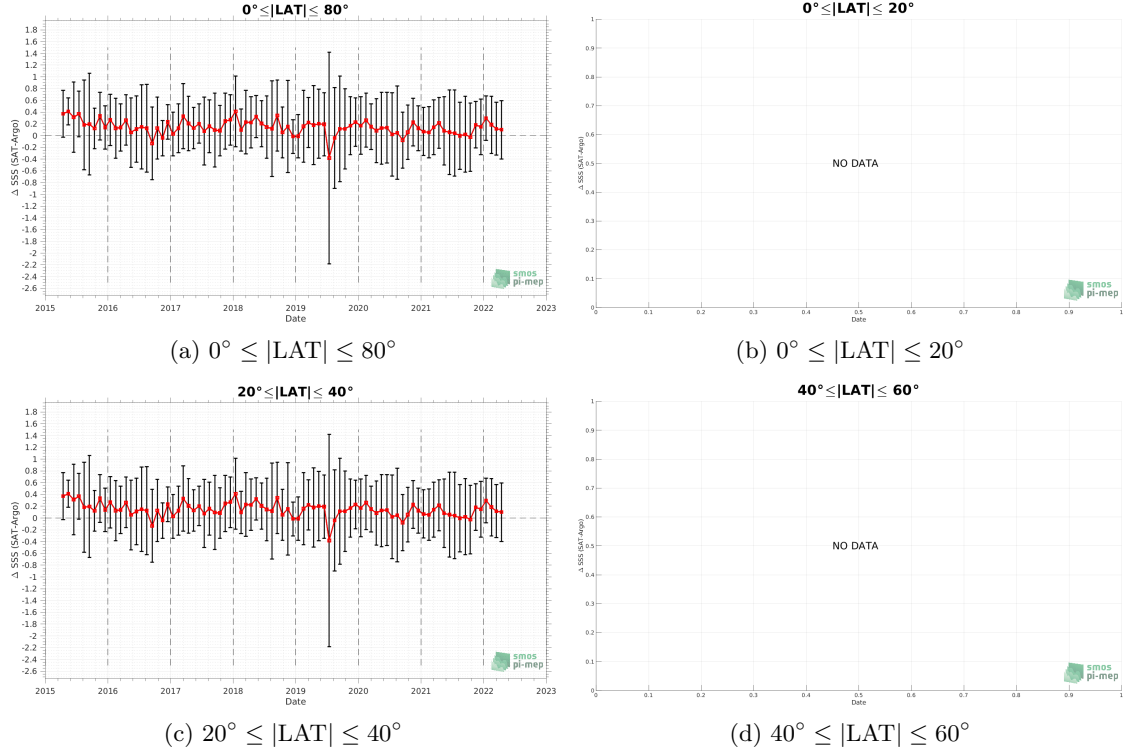 0°≤|LAT|≤ 80°
Δ SSS (SAT-Argo)
1.8
1.6
1.4
1.2
1
0.8
0.6
0.4
0.2
0
-0.2
-0.4
-0.6
-0.8
-1
-1.2
-1.4
-1.6
-1.8
-2
-2.2
-2.4
-2.6
2015 2016 2017 2018 2019 2020 2021 2022 2023
Date
smos
pi-mep
(a) 0° ≤ |LAT| ≤ 80°
0°≤|LAT|≤ 20°
Δ SSS (SAT-Argo)
1
0.9
0.8
0.7
0.6
0.5
0.4
0.3
0.2
0.1
0
NO DATA
0 0.1 0.2 0.3 0.4 0.5 0.6 0.7 0.8 0.9 1
Date
smos
pi-mep
(b) 0° ≤ |LAT| ≤ 20°
20°≤|LAT|≤ 40°
Δ SSS (SAT-Argo)
1.8
1.6
1.4
1.2
1
0.8
0.6
0.4
0.2
0
-0.2
-0.4
-0.6
-0.8
-1
-1.2
-1.4
-1.6
-1.8
-2
-2.2
-2.4
-2.6
2015 2016 2017 2018 2019 2020 2021 2022 2023
Date
smos
pi-mep
(c) 20° ≤ |LAT| ≤ 40°
40°≤|LAT|≤ 60°
Δ SSS (SAT-Argo)
1
0.9
0.8
0.7
0.6
0.5
0.4
0.3
0.2
0.1
0
NO DATA
0 0.1 0.2 0.3 0.4 0.5 0.6 0.7 0.8 0.9 1
Date
smos
pi-mep
(d) 40° ≤ |LAT| ≤ 60°